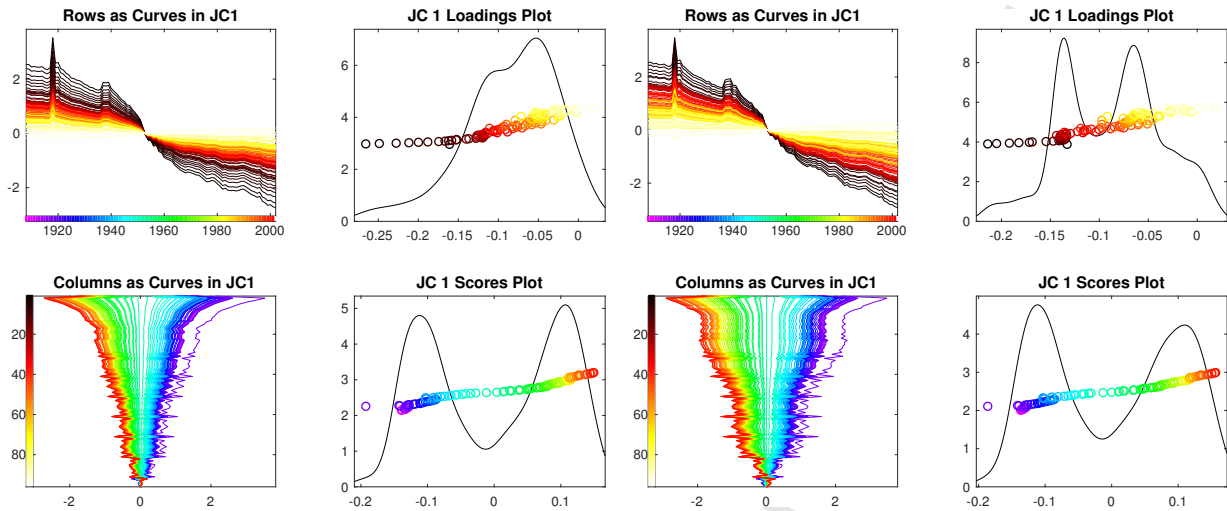 Rows as Curves in JC1
2
0
-2
1920 1940 1960 1980 2000
JC 1 Loadings Plot
6
4
2
0
-0.25 -0.2 -0.15 -0.1 -0.05 0
Rows as Curves in JC1
2
0
-2
1920 1940 1960 1980 2000
JC 1 Loadings Plot
8
6
4
2
0
-0.2 -0.15 -0.1 -0.05 0
Columns as Curves in JC1
20
40
60
80
-2 0 2
JC 1 Scores Plot
5
4
3
2
1
0
-0.2 -0.1 0 0.1
Columns as Curves in JC1
20
40
60
80
-2 0 2
JC 1 Scores Plot
4
3
2
1
0
-0.2 -0.1 0 0.1